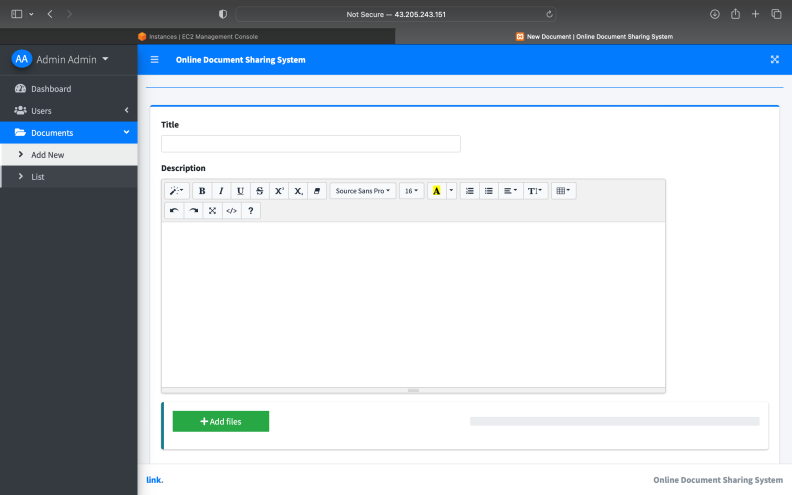 Not Secure — 43.205.243.151
Instances | EC2 Management Console
New Document | Online Document Sharing System
AA Admin Admin
Online Document Sharing System
Dashboard
Users
Documents
Add New
List
Title
Description
B I U S X² X₂ Source Sans Pro 16 A T
</> ?
Add files
link.
Online Document Sharing System